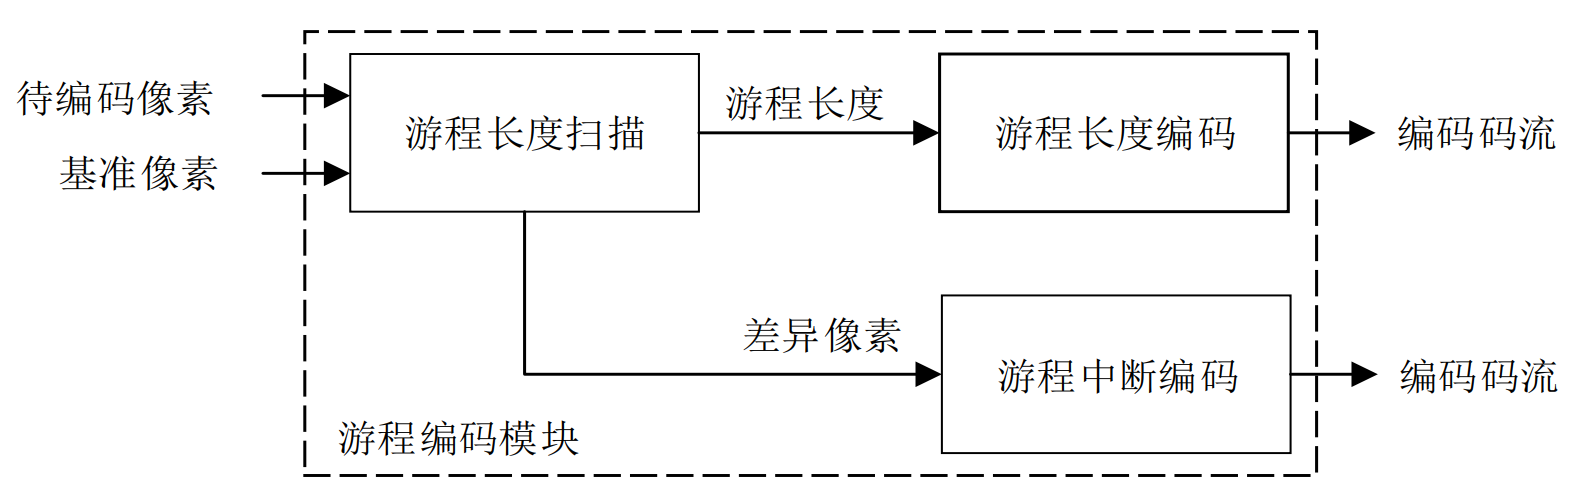 待编码像素
基准像素
游程长度扫描
游程长度
游程长度编码
编码码流
差异像素
游程中断编码
编码码流
游程编码模块